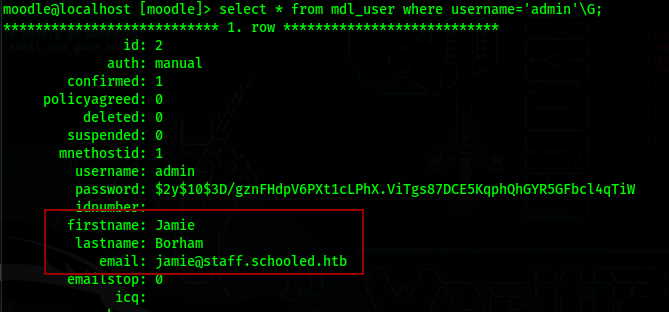 moodle@localhost [moodle]> select * from mdl_user where username='admin'\G;
*************************** 1. row ***************************
id: 2
auth: manual
confirmed: 1
policyagreed: 0
deleted: 0
suspended: 0
mnethostid: 1
username: admin
password: $2y$10$3D/gznFHdpV6PXt1cLPhX.ViTgs87DCE5KqphQhGYR5GFbcl4qTiW
idnumber:
firstname: Jamie
lastname: Borham
email: jamie@staff.schooled.htb
emailstop: 0
icq: